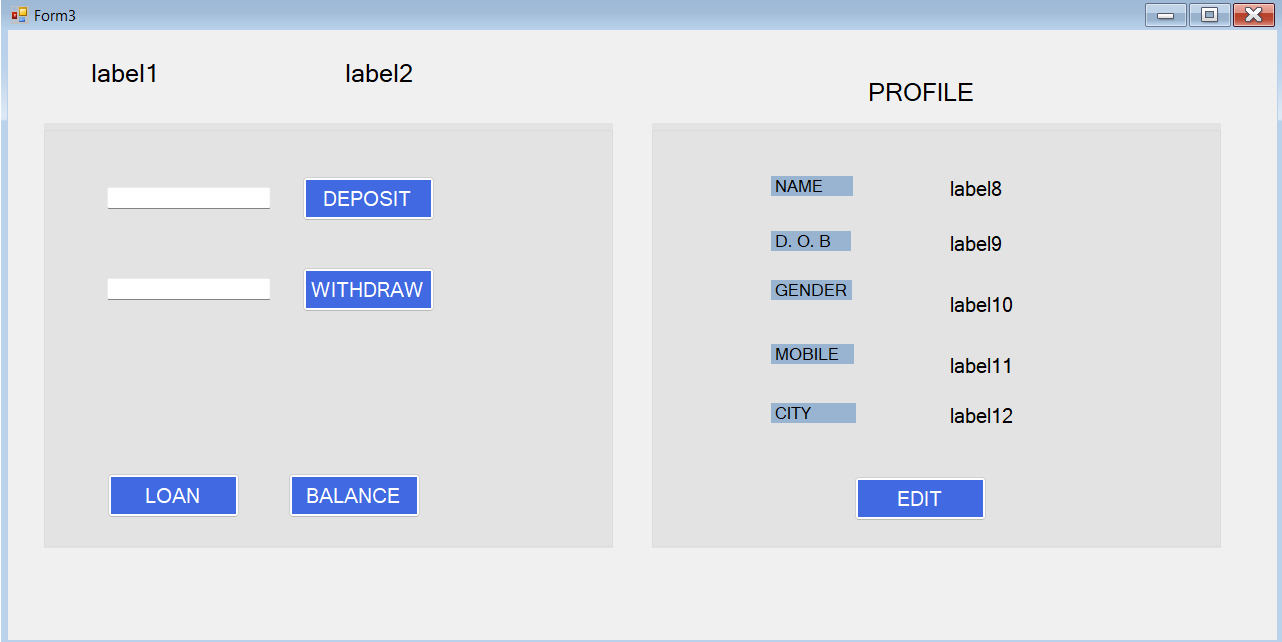 Form3
label1 label2
PROFILE
DEPOSIT
WITHDRAW
LOAN BALANCE
NAME label8
D. O. B label9
GENDER label10
MOBILE label11
CITY label12
EDIT